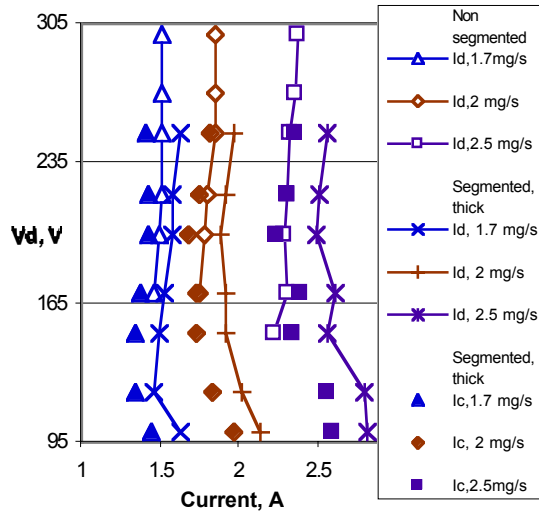 305
235
165
95
Vd, V
1
1.5
2
2.5
Current, A
Non
segmented
Id,1.7mg/s
Id,2 mg/s
Id,2.5mg/s
Segmented,
thick
Id, 1.7 mg/s
Id, 2 mg/s
Id, 2.5 mg/s
Segmented,
thick
Ic,1.7 mg/s
Ic, 2 mg/s
Ic,2.5mg/s